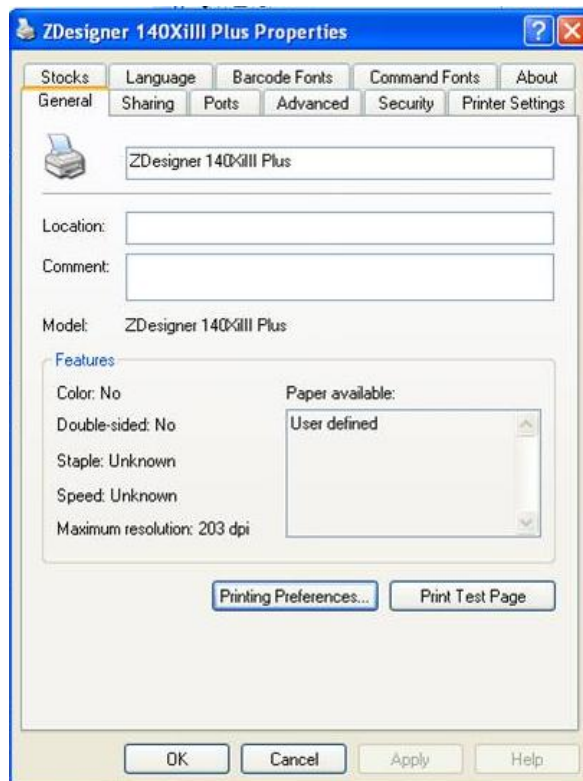 ZDesigner 140XiIII Plus Properties
Stocks Language Barcode Fonts Command Fonts About
General Sharing Ports Advanced Security Printer Settings
ZDesigner 140XiIII Plus
Location:
Comment:
Model: ZDesigner 140XiIII Plus
Features
Color: No
Paper available:
Double-sided: No
User defined
Staple: Unknown
Speed: Unknown
Maximum resolution: 203 dpi
Printing Preferences... Print Test Page
OK Cancel Apply Help